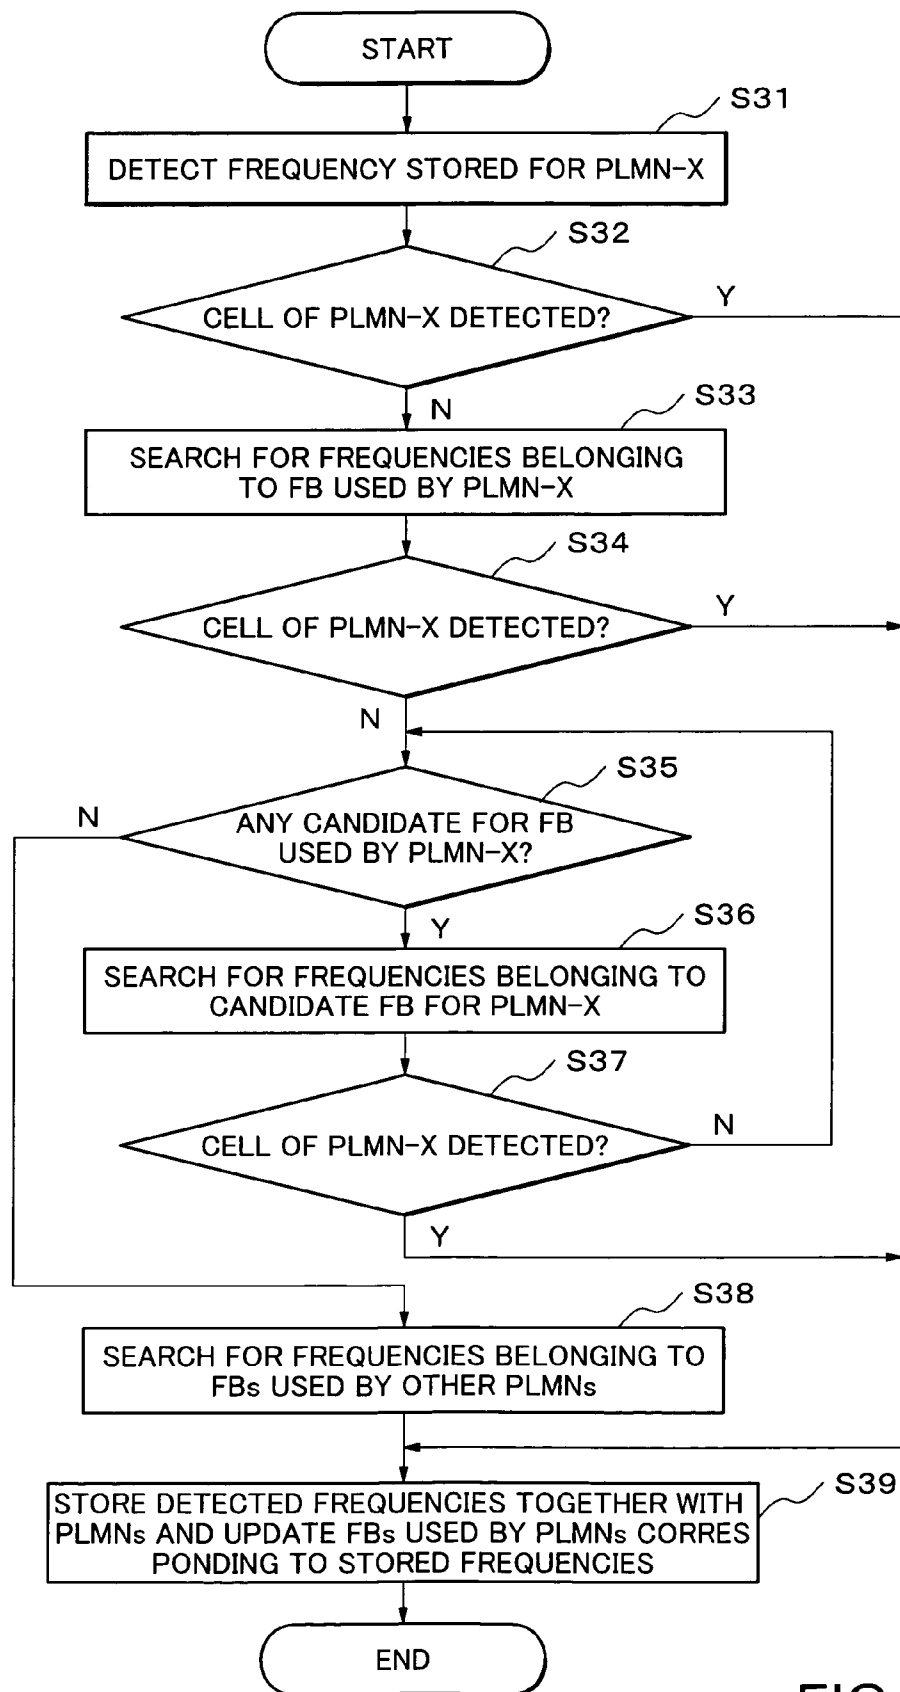 START
S31
DETECT FREQUENCY STORED FOR PLMN-X
S32
CELL OF PLMN-X DETECTED?
Y
N
S33
SEARCH FOR FREQUENCIES BELONGING
TO FB USED BY PLMN-X
S34
CELL OF PLMN-X DETECTED?
Y
N
S35
N
ANY CANDIDATE FOR FB
USED BY PLMN-X?
Y
S36
SEARCH FOR FREQUENCIES BELONGING TO
CANDIDATE FB FOR PLMN-X
S37
CELL OF PLMN-X DETECTED?
N
Y
S38
SEARCH FOR FREQUENCIES BELONGING TO
FBs USED BY OTHER PLMNs
S39
STORE DETECTED FREQUENCIES TOGETHER WITH
PLMNs AND UPDATE FBs USED BY PLMNs CORRES
PONDING TO STORED FREQUENCIES
END